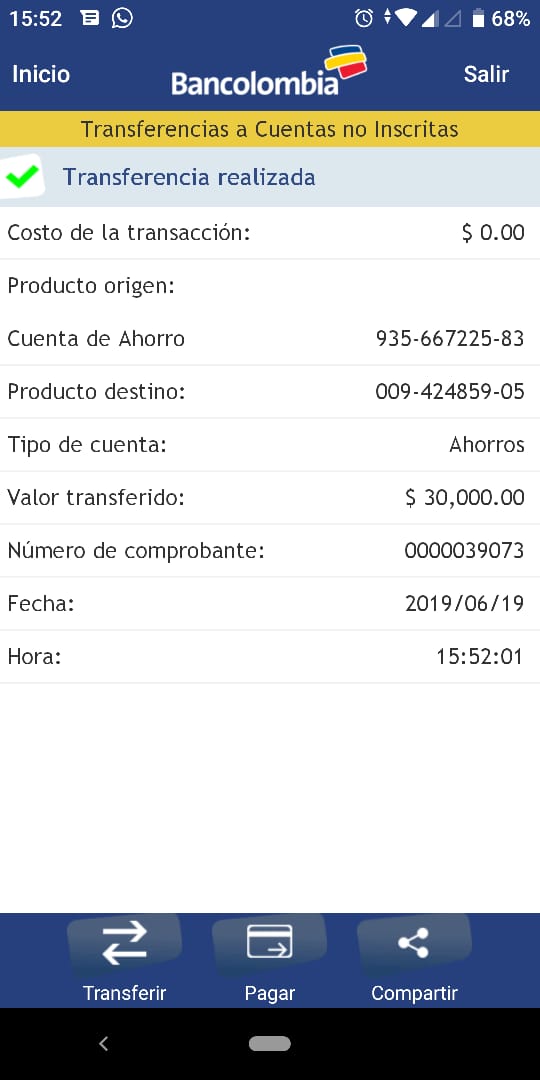 15:52 68%
Inicio Bancolombia Salir
Transferencias a Cuentas no Inscritas
Transferencia realizada
Costo de la transacción: $ 0.00
Producto origen:
Cuenta de Ahorro 935-667225-83
Producto destino: 009-424859-05
Tipo de cuenta: Ahorros
Valor transferido: $ 30,000.00
Número de comprobante: 0000039073
Fecha: 2019/06/19
Hora: 15:52:01
Transferir Pagar Compartir